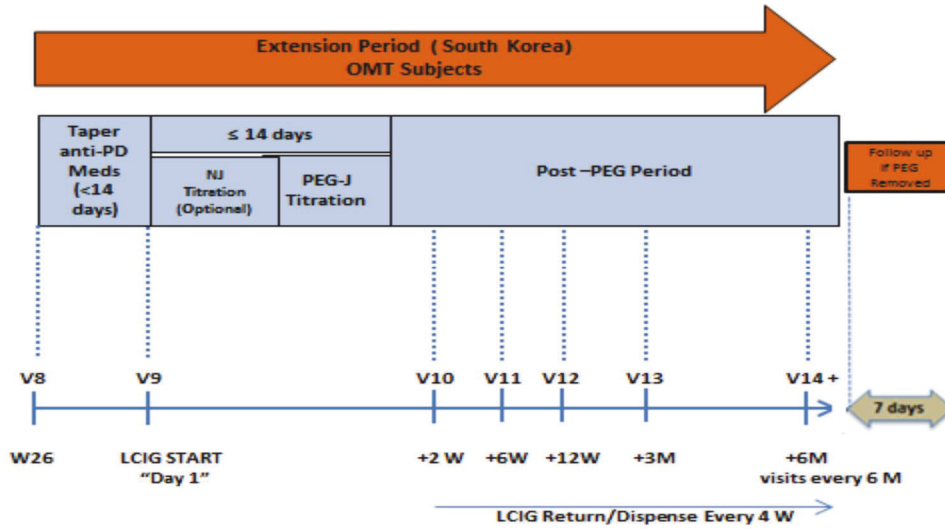 Extension Period ( South Korea)
OMT Subjects
Taper
anti-PD
Meds
(<14
days)
≤ 14 days
NJ
Titration
(Optional)
PEG-J
Titration
Post –PEG Period
Follow up
If PEG
Removed
V8
V9
V10
V11
V12
V13
V14 +
7 days
W26
LCIG START
"Day 1"
+2 W
+6W
+12W
+3M
+6M
visits every 6 M
LCIG Return/Dispense Every 4 W